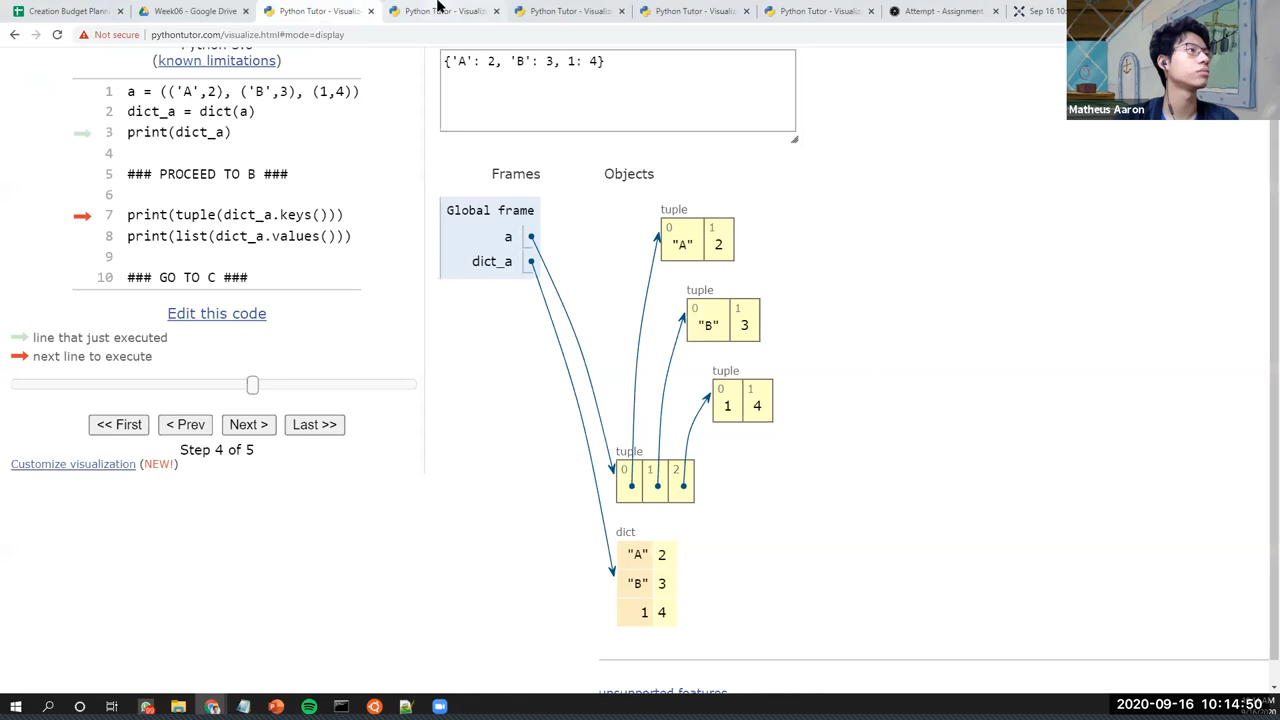 Creation Budget Planni
Week06 - Google Drive
Python Tutor - Visualiz
Python Tutor - Visualiz
Python Tutor - Visualiz
Python Tutor - Visualiz
Python Tutor - Visualiz
Attempt - Assignment
Sep 16 10:
Not secure | pythontutor.com/visualize.html#mode=display
(known limitations)
1 a = (('A',2), ('B',3), (1,4))
2 dict_a = dict(a)
3 print(dict_a)
4
5 ### PROCEED TO B ###
6
7 print(tuple(dict_a.keys()))
8 print(list(dict_a.values()))
9
10 ### GO TO C ###
Edit this code
line that just executed
next line to execute
<< First
< Prev
Next >
Last >>
Step 4 of 5
Customize visualization (NEW!)
{'A': 2, 'B': 3, 1: 4}
Frames
Objects
Global frame
a
dict_a
tuple
0 1
"A" 2
tuple
0 1
"B" 3
tuple
0 1
1 4
tuple
0 1 2
dict
"A" 2
"B" 3
1 4
unsupported features
Matheus Aaron
2020-09-16 10:14:50